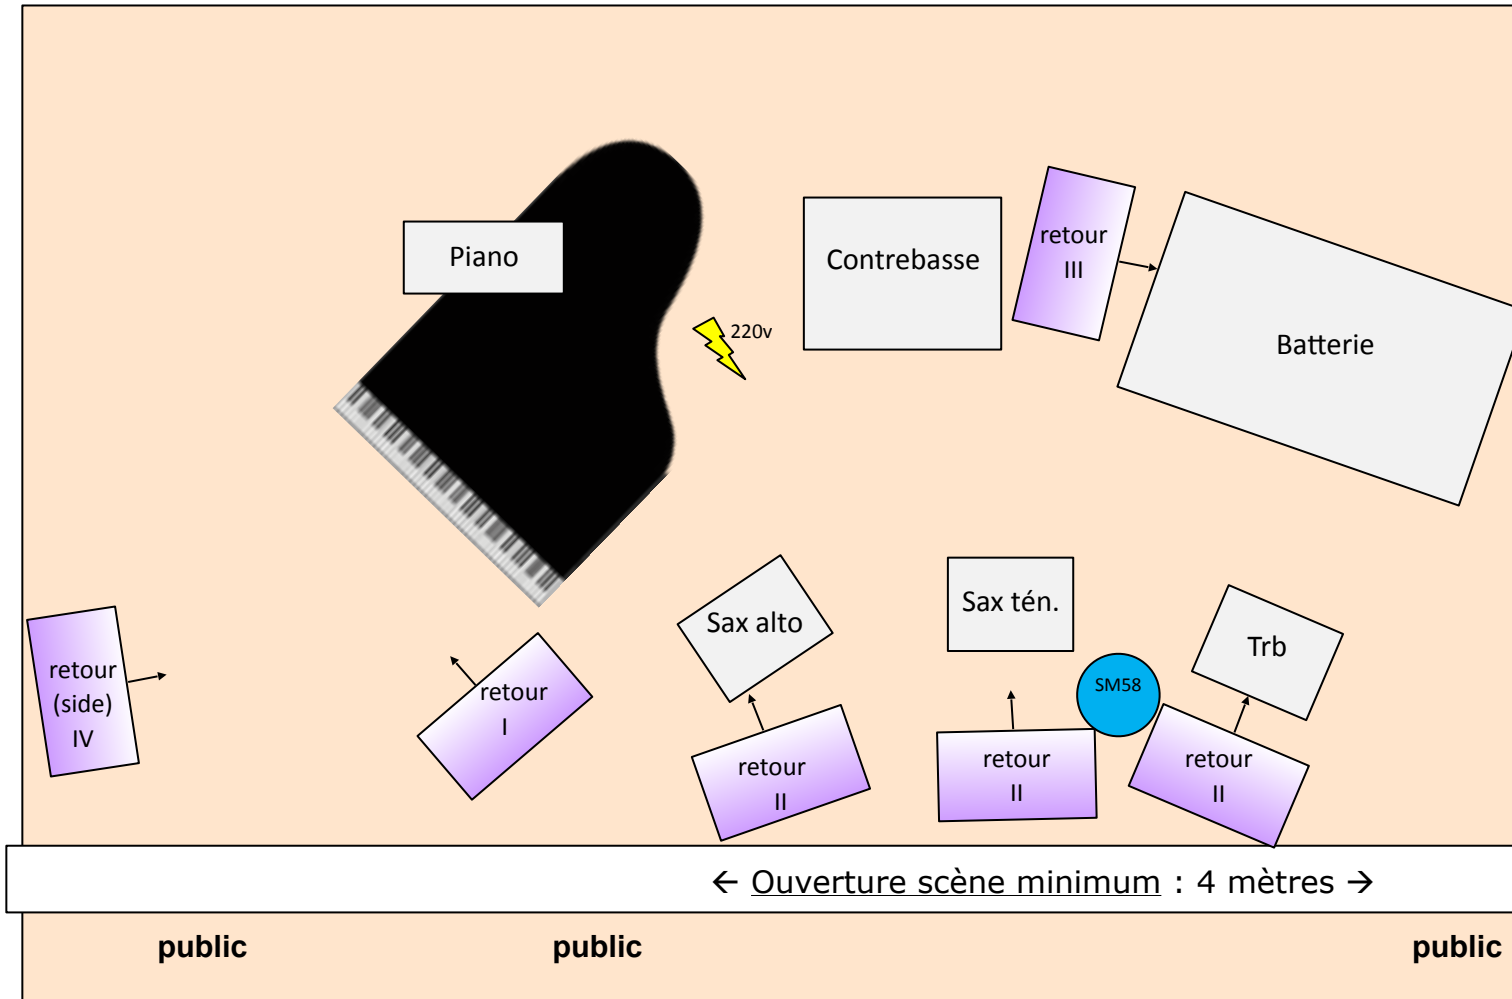 Piano
Contrebasse
retour
III
Batterie
220v
Sax alto
Sax tén.
Trb
SM58
retour
(side)
IV
retour
I
retour
II
retour
II
retour
II
← Ouverture scène minimum : 4 mètres →
public public public